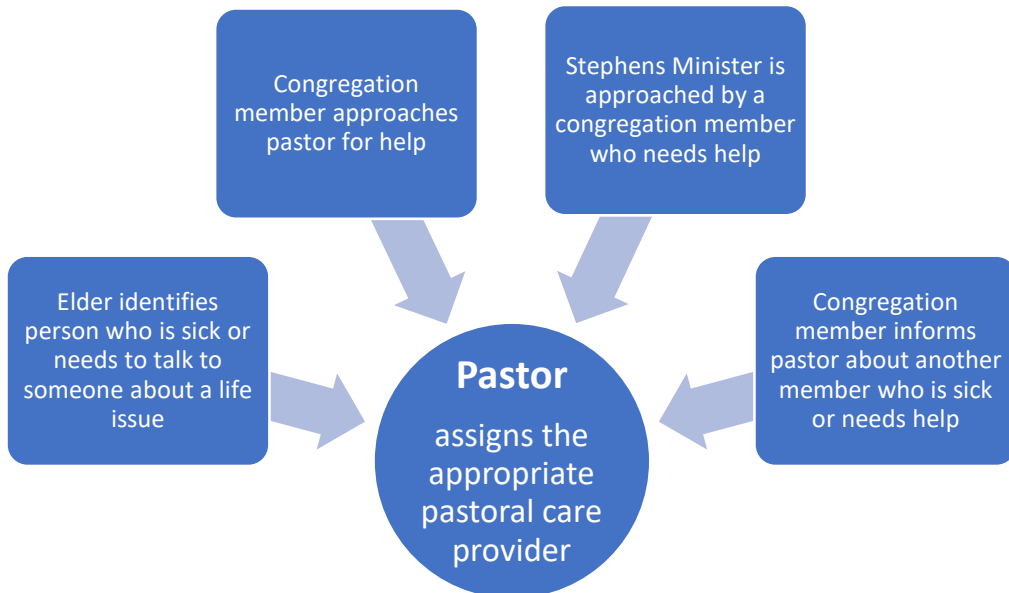 Congregation
member approaches
pastor for help
Stephens Minister is
approached by a
congregation member
who needs help
Elder identifies
person who is sick or
needs to talk to
someone about a life
issue
Congregation
member informs
pastor about another
member who is sick
or needs help
Pastor
assigns the
appropriate
pastoral care
provider